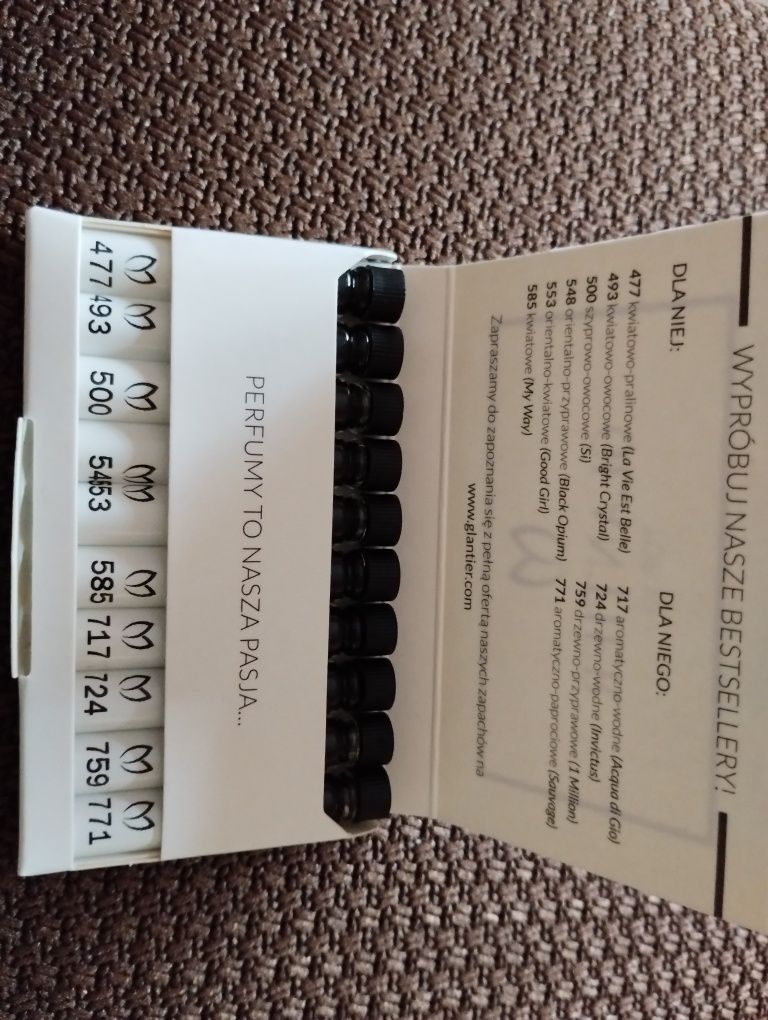 WYPRÓBUJ NASZE BESTSELLERY!
DLA NIEJ:
477 kwiatowo-pralinowe (La Vie Est Belle)
493 kwiatowo-owocowe (Bright Crystal)
500 szyprowo-owocowe (Si)
548 orientalno-przyprawowe (Black Opium)
553 orientalno-kwiatowe (Good Girl)
585 kwiatowe (My Way)
DLA NIEGO:
717 aromatyczno-wodne (Acqua di Gio)
724 drzewno-wodne (Invictus)
759 drzewno-przyprawowe (1 Million)
771 aromatyczno-paprociowe (Sauvage)
Zapraszamy do zapoznania się z pełną ofertą naszych zapachów na
www.glantier.com
PERFUMY TO NASZA PASJA...
477 493 500 54 553 585 717 724 759 771